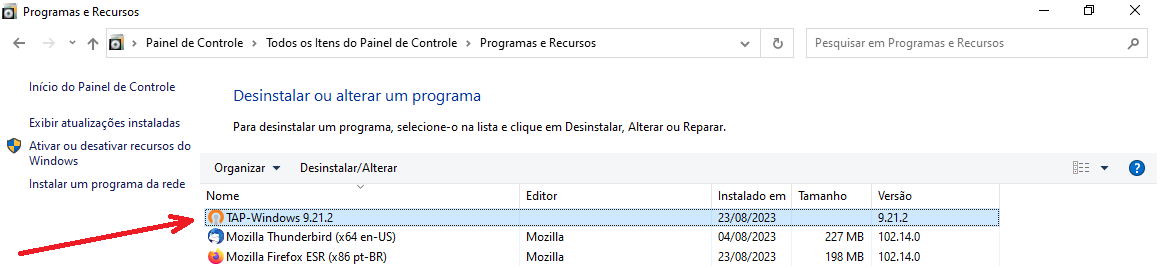 Programas e Recursos
Painel de Controle > Todos os Itens do Painel de Controle > Programas e Recursos
Pesquisar em Programas e Recursos
Início do Painel de Controle
Exibir atualizações instaladas
Ativar ou desativar recursos do
Windows
Instalar um programa da rede
Desinstalar ou alterar um programa
Para desinstalar um programa, selecione-o na lista e clique em Desinstalar, Alterar ou Reparar.
Organizar Desinstalar/Alterar
Nome Editor Instalado em Tamanho Versão
TAP-Windows 9.21.2 23/08/2023 9.21.2
Mozilla Thunderbird (x64 en-US) Mozilla 04/08/2023 227 MB 102.14.0
Mozilla Firefox ESR (x86 pt-BR) Mozilla 23/08/2023 198 MB 102.14.0